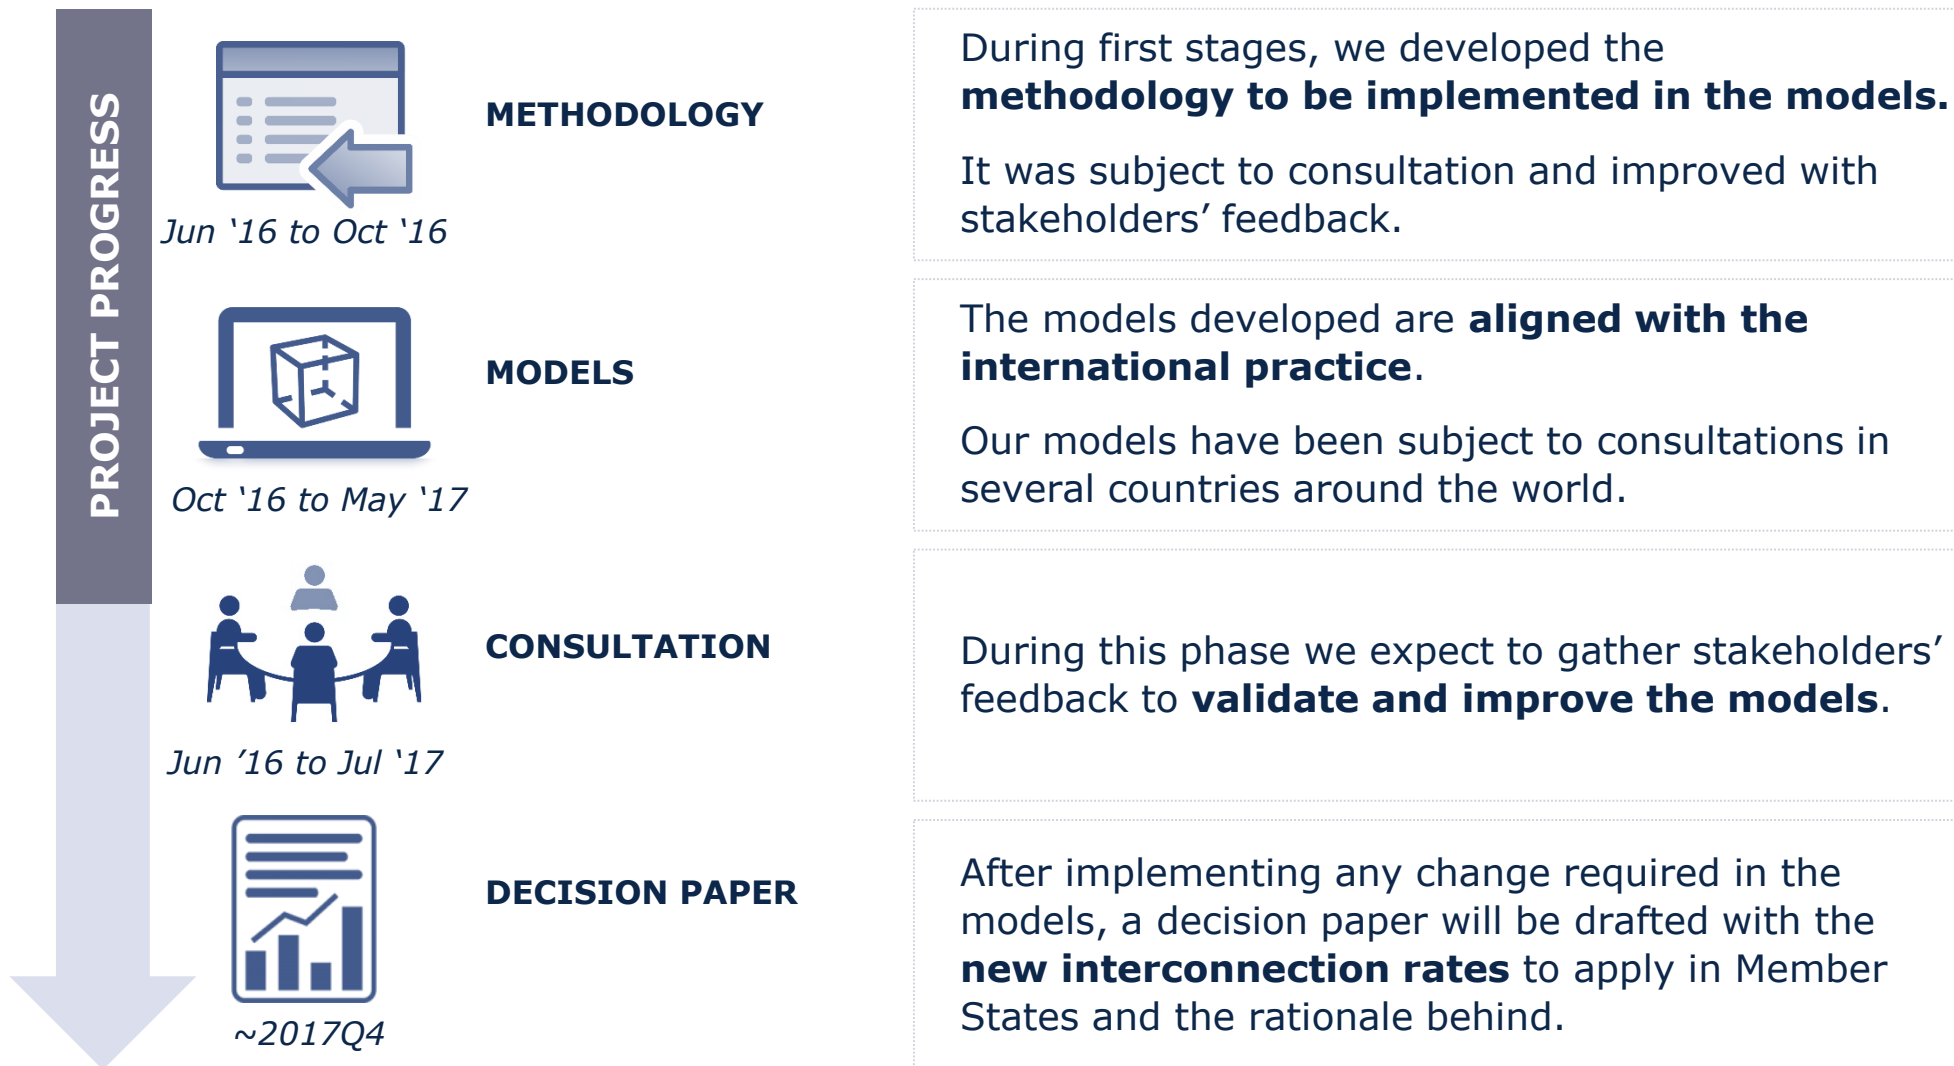 PROJECT PROGRESS
METHODOLOGY
Jun ‘16 to Oct ‘16
During first stages, we developed the
methodology to be implemented in the models.
It was subject to consultation and improved with
stakeholders’ feedback.
MODELS
Oct ‘16 to May ‘17
The models developed are aligned with the
international practice.
Our models have been subject to consultations in
several countries around the world.
CONSULTATION
Jun ’16 to Jul ‘17
During this phase we expect to gather stakeholders’
feedback to validate and improve the models.
DECISION PAPER
~2017Q4
After implementing any change required in the
models, a decision paper will be drafted with the
new interconnection rates to apply in Member
States and the rationale behind.